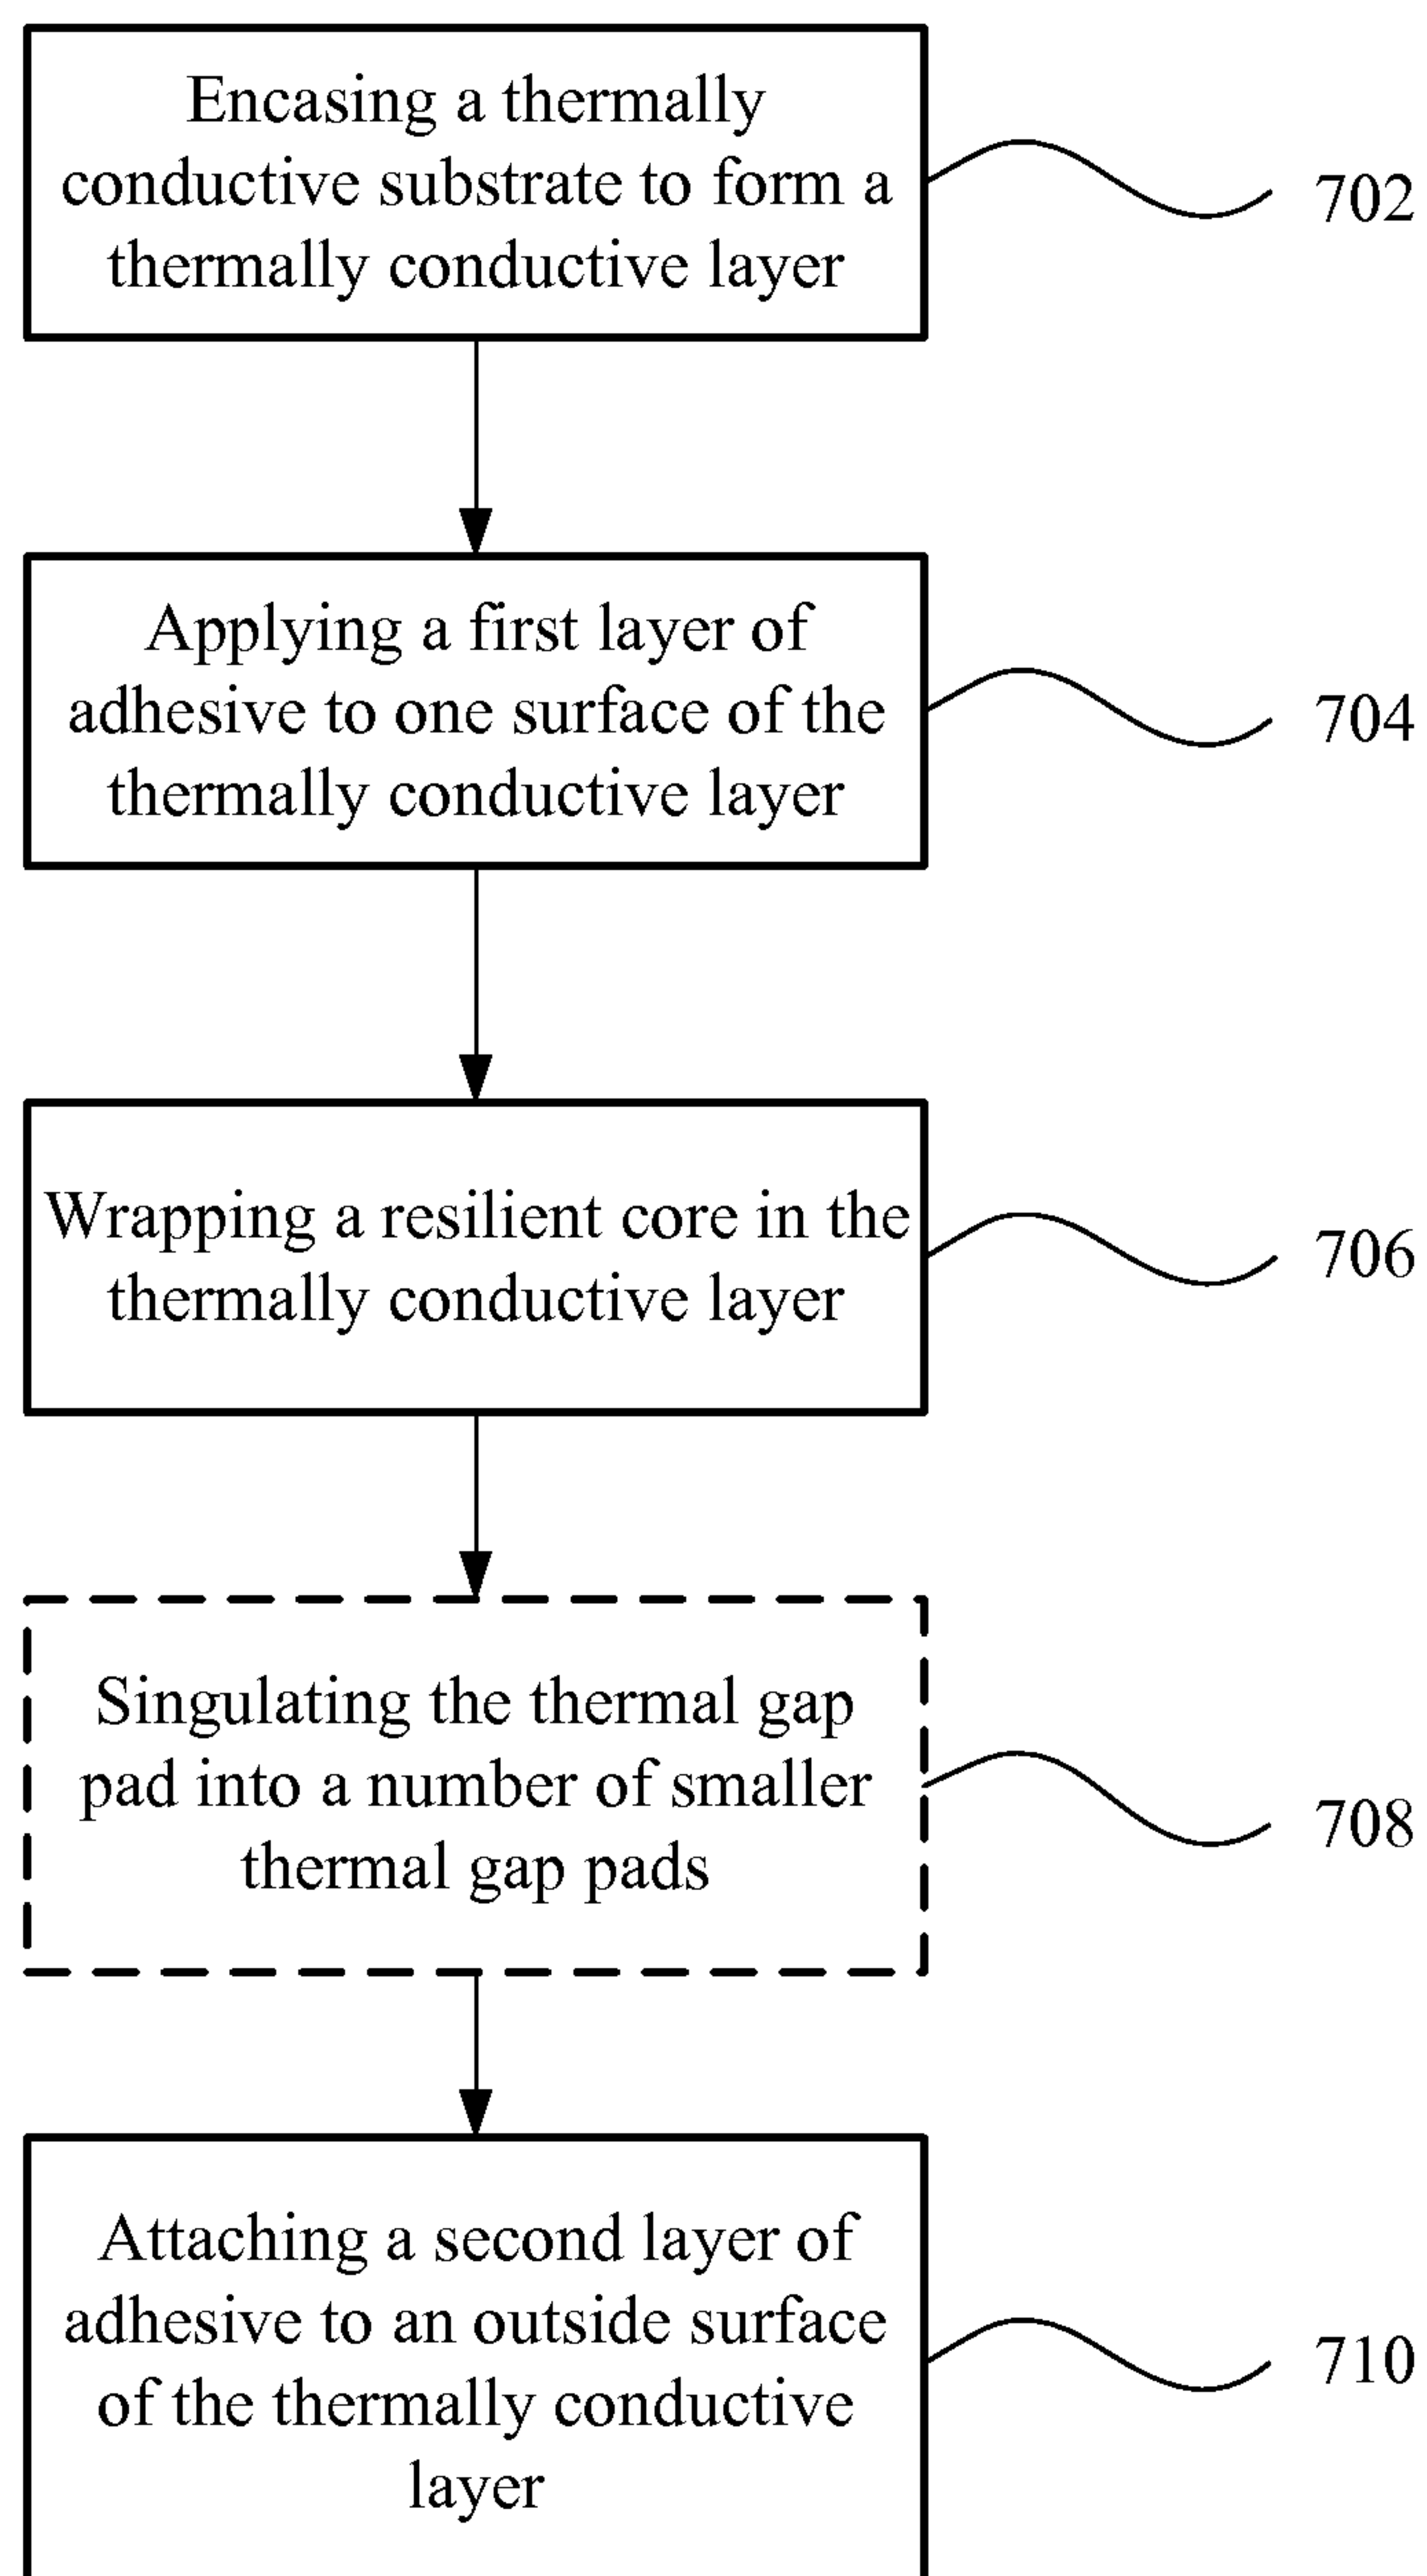 Encasing a thermally
conductive substrate to form a
thermally conductive layer
702
Applying a first layer of
adhesive to one surface of the
thermally conductive layer
704
Wrapping a resilient core in the
thermally conductive layer
706
Singulating the thermal gap
pad into a number of smaller
thermal gap pads
708
Attaching a second layer of
adhesive to an outside surface
of the thermally conductive
layer
710